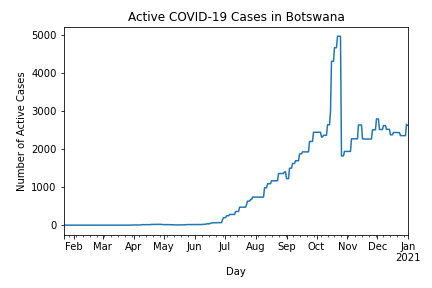 Active COVID-19 Cases in Botswana
5000
4000
3000
2000
1000
0
Number of Active Cases
Feb Mar Apr May Jun Jul Aug Sep Oct Nov Dec Jan
2021
Day